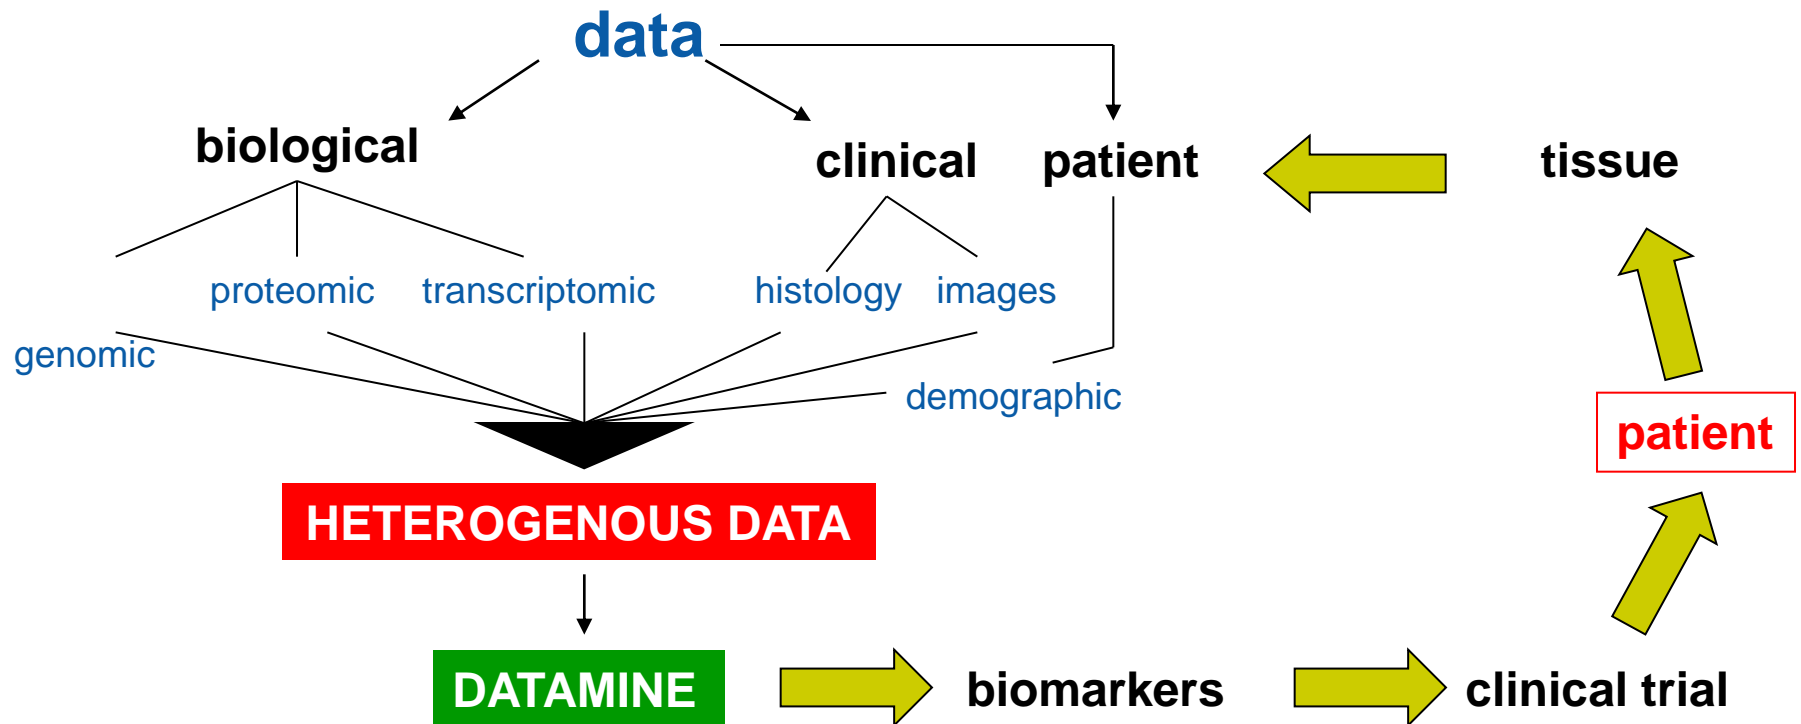 data
biological
clinical
patient
tissue
proteomic
transcriptomic
histology
images
genomic
demographic
patient
HETEROGENOUS DATA
DATAMINE
biomarkers
clinical trial